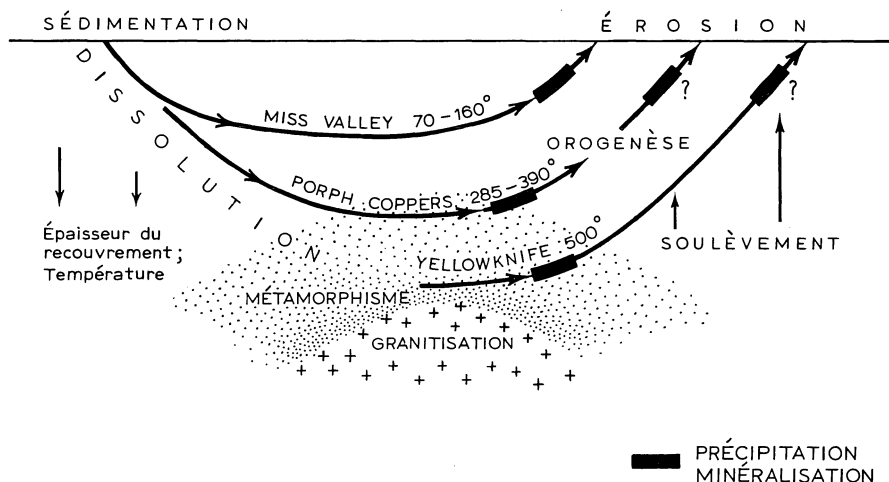 SÉDIMENTATION
ÉROSION
DISSOLUTION
MISS VALLEY 70-160°
?
?
OROGENÈSE
PORPH COPPERS 285-390°
Épaisseur du
recouvrement;
Température
YELLOWKNIFE 500°
SOULÈVEMENT
MÉTAMORPHISME
GRANITISATION
PRÉCIPITATION
MINÉRALISATION